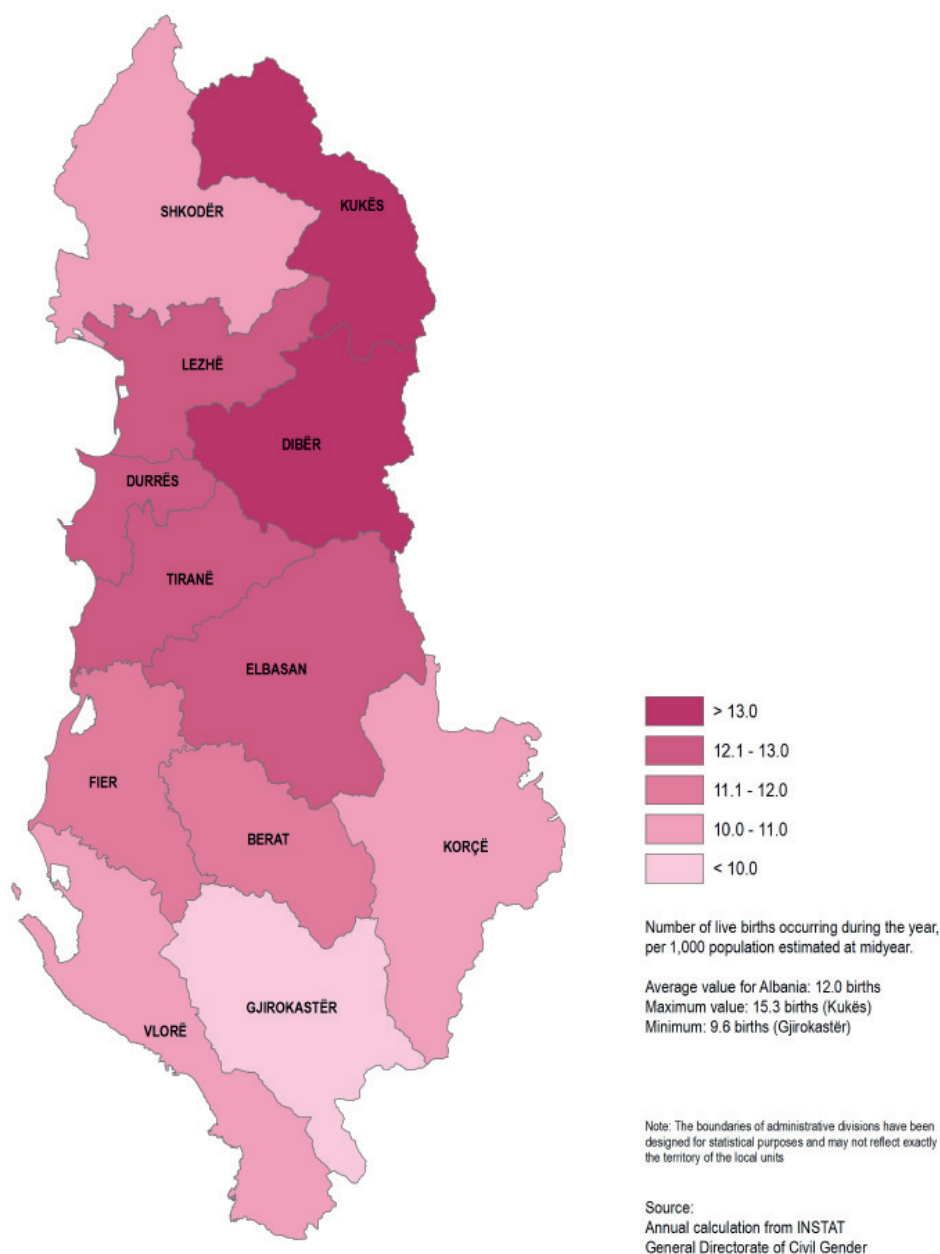 SHKODËR
KUKËS
LEZHË
DIBËR
DURRËS
TIRANË
ELBASAN
FIER
BERAT
KORÇË
GJIROKASTËR
VLORË
> 13.0
12.1 - 13.0
11.1 - 12.0
10.0 - 11.0
< 10.0
Number of live births occurring during the year,
per 1,000 population estimated at midyear.
Average value for Albania: 12.0 births
Maximum value: 15.3 births (Kukës)
Minimum: 9.6 births (Gjirokastër)
Note: The boundaries of administrative divisions have been
designed for statistical purposes and may not reflect exactly
the territory of the local units
Source:
Annual calculation from INSTAT
General Directorate of Civil Gender